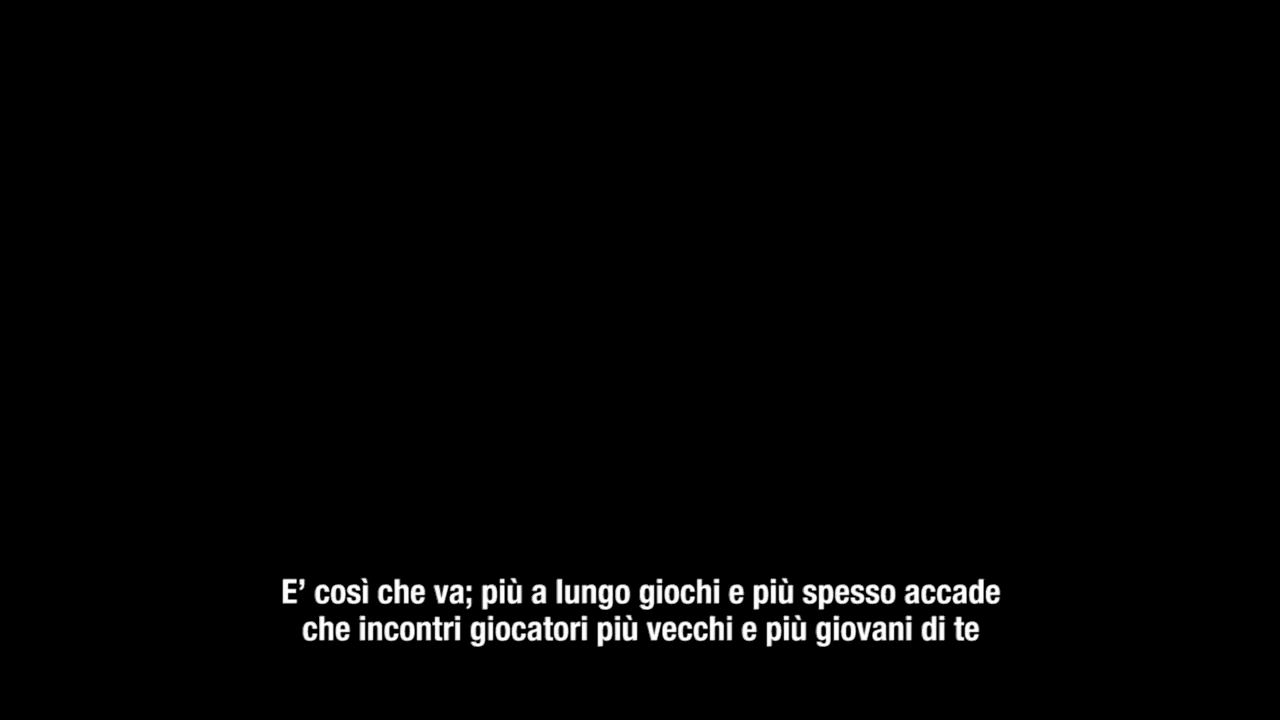 E’ così che va; più a lungo giochi e più spesso accade
che incontri giocatori più vecchi e più giovani di te